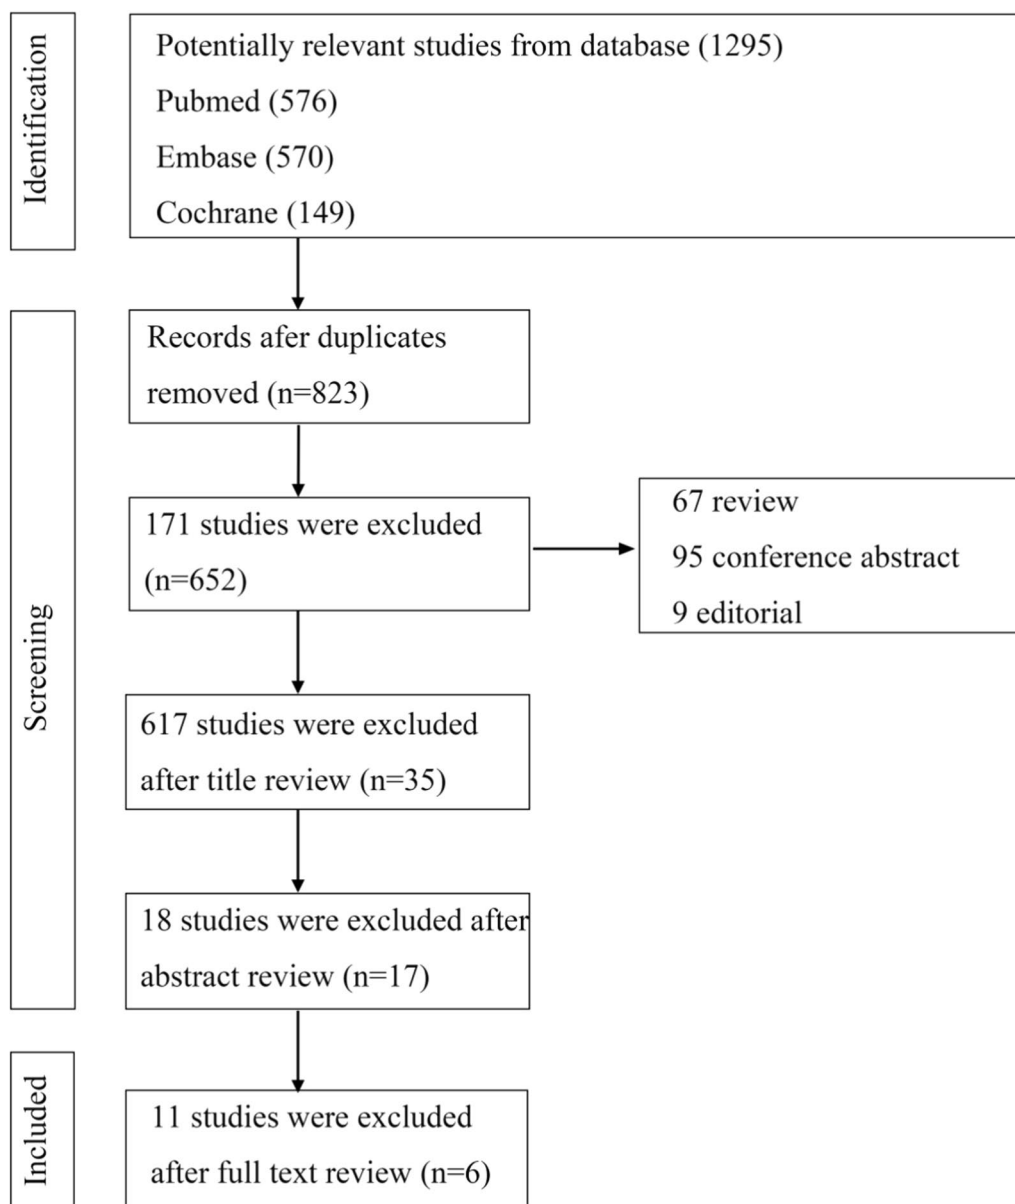 Identification
Potentially relevant studies from database (1295)
Pubmed (576)
Embase (570)
Cochrane (149)
Screening
Records afer duplicates
removed (n=823)
171 studies were excluded
(n=652)
67 review
95 conference abstract
9 editorial
617 studies were excluded
after title review (n=35)
18 studies were excluded after
abstract review (n=17)
Included
11 studies were excluded
after full text review (n=6)